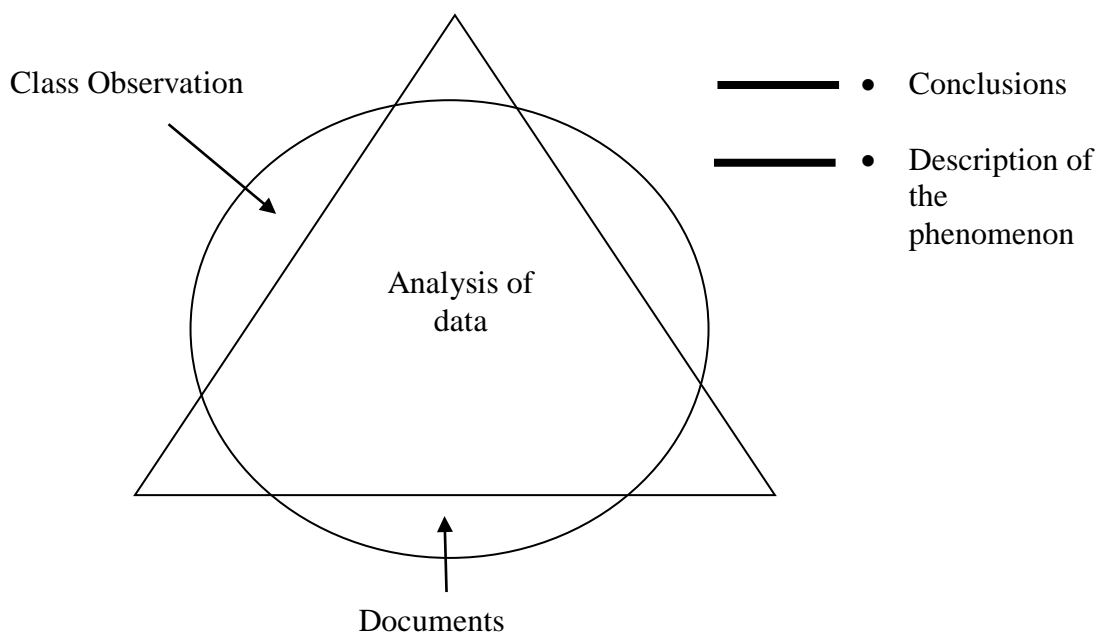 Class Observation
• Conclusions
• Description of
the
phenomenon
Analysis of
data
Documents